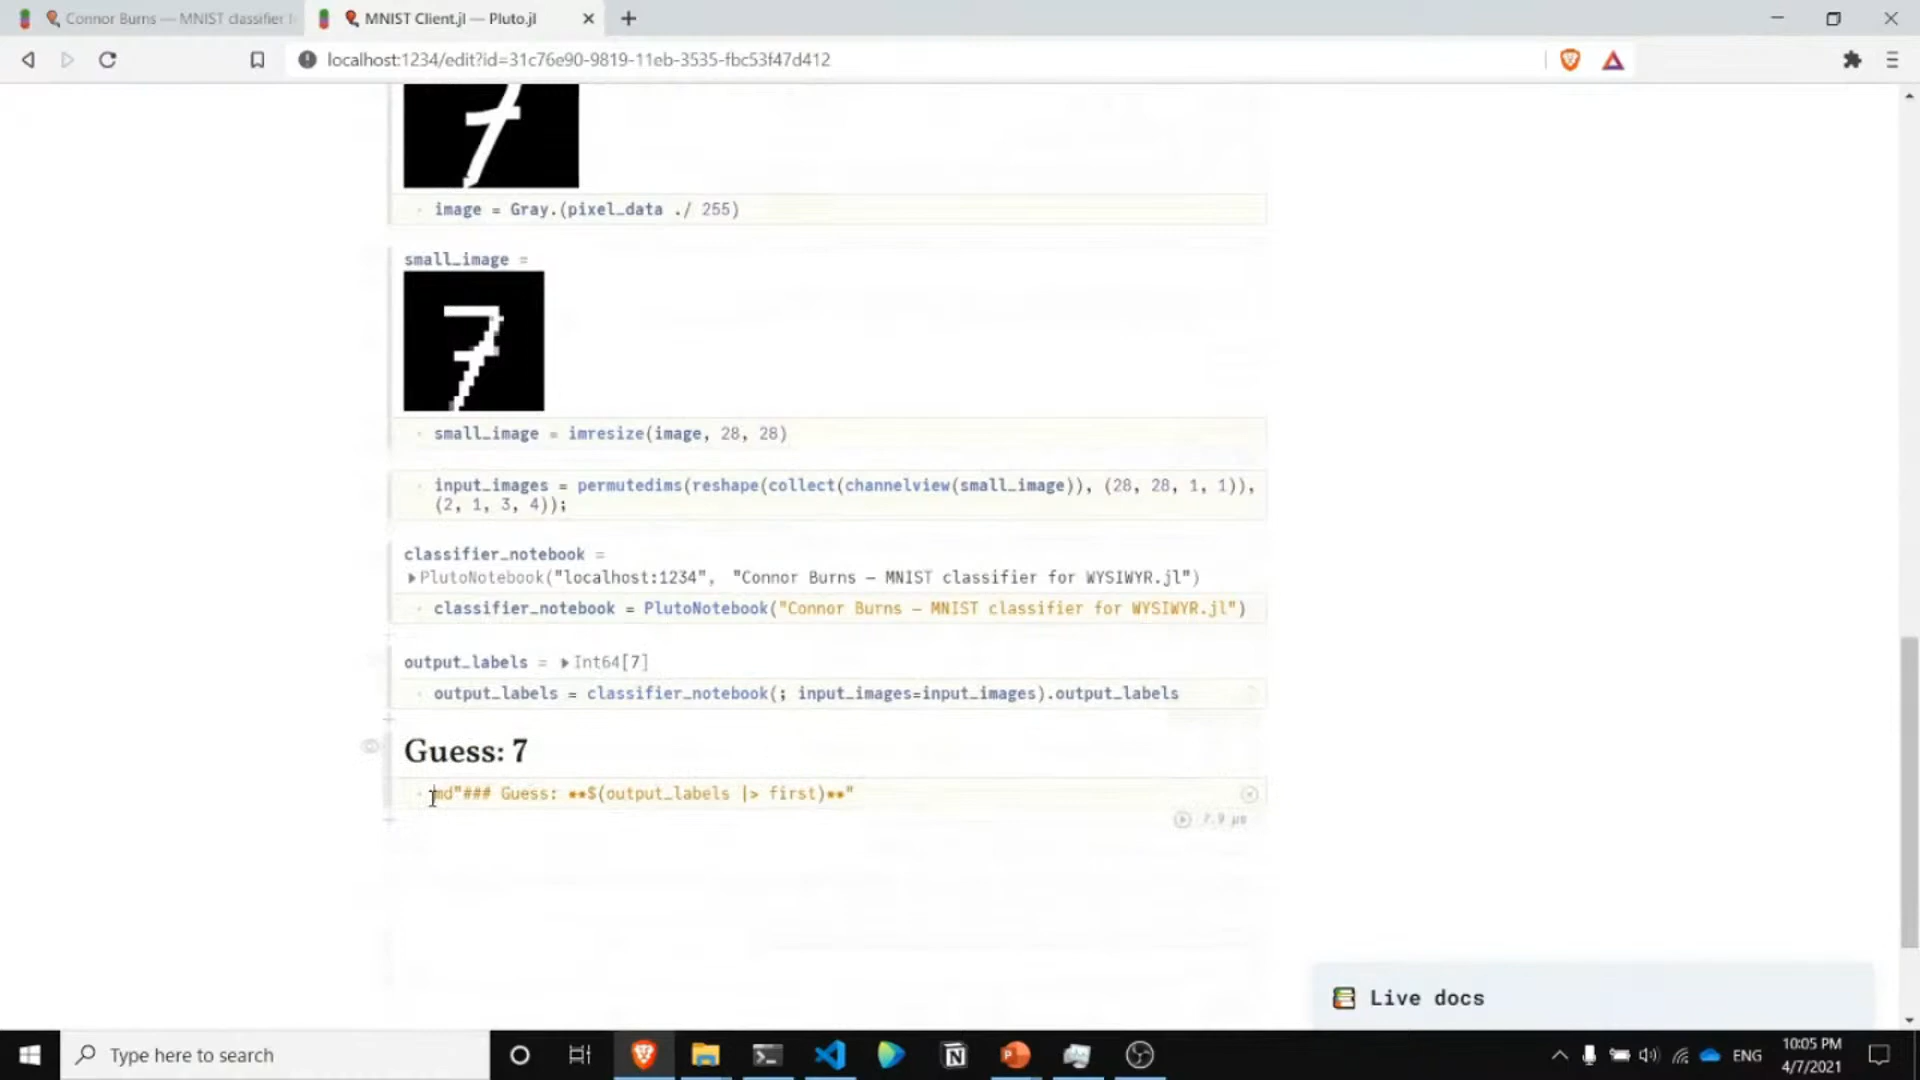 Connor Burns — MNIST classifier f
MNIST Client.jl — Pluto.jl
localhost:1234/edit?id=31c76e90-9819-11eb-3535-fbc53f47d412
image = Gray.(pixel_data ./ 255)
small_image =
small_image = imresize(image, 28, 28)
input_images = permutedims(reshape(collect(channelview(small_image)), (28, 28, 1, 1)),
(2, 1, 3, 4));
classifier_notebook =
PlutoNotebook("localhost:1234", "Connor Burns — MNIST classifier for WYSIWYR.jl")
classifier_notebook = PlutoNotebook("Connor Burns — MNIST classifier for WYSIWYR.jl")
output_labels = Int64[7]
output_labels = classifier_notebook(; input_images=input_images).output_labels
Guess: 7
md"### Guess: **$(output_labels |> first)**"
7.9 μs
Live docs
Type here to search
ENG
10:05 PM
4/7/2021